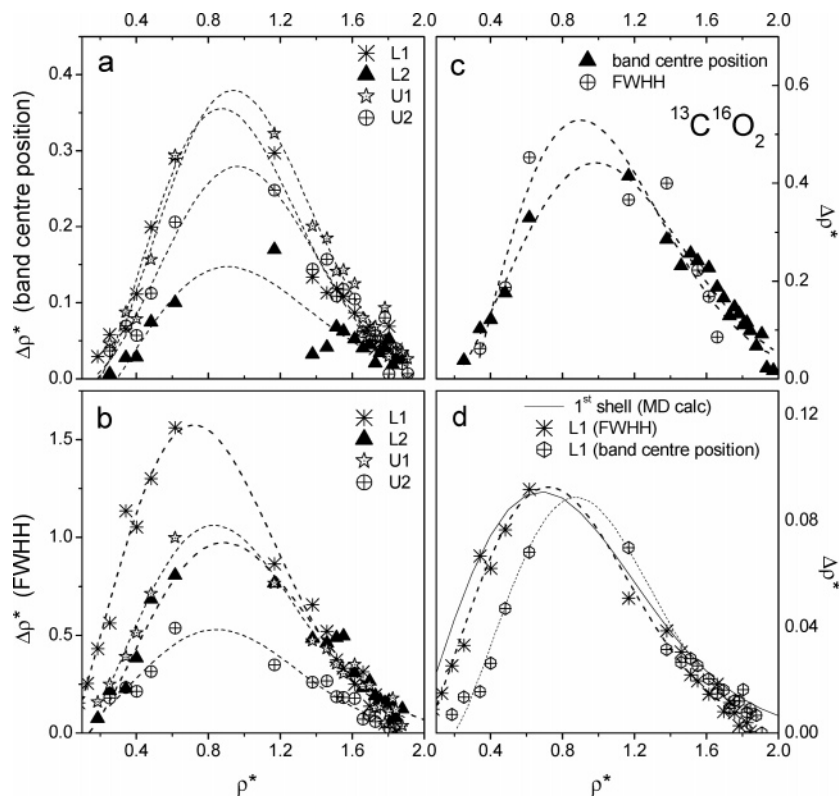 0.4 0.8 1.2 1.6 2.0 0.4 0.8 1.2 1.6 2.0
a
L1
L2
U1
U2
0.4
0.3
0.2
0.1
0.0
Δρ* (band centre position)
c
band centre position
FWHH
¹³C¹⁶O₂
0.6
0.4
0.2
0.0
Δρ*
b
L1
L2
U1
U2
1.5
1.0
0.5
0.0
Δρ* (FWHH)
0.4 0.8 1.2 1.6 2.0
ρ*
d
1ˢᵗ shell (MD calc)
L1 (FWHH)
L1 (band centre position)
0.12
0.08
0.04
0.00
Δρ*
0.4 0.8 1.2 1.6 2.0
ρ*